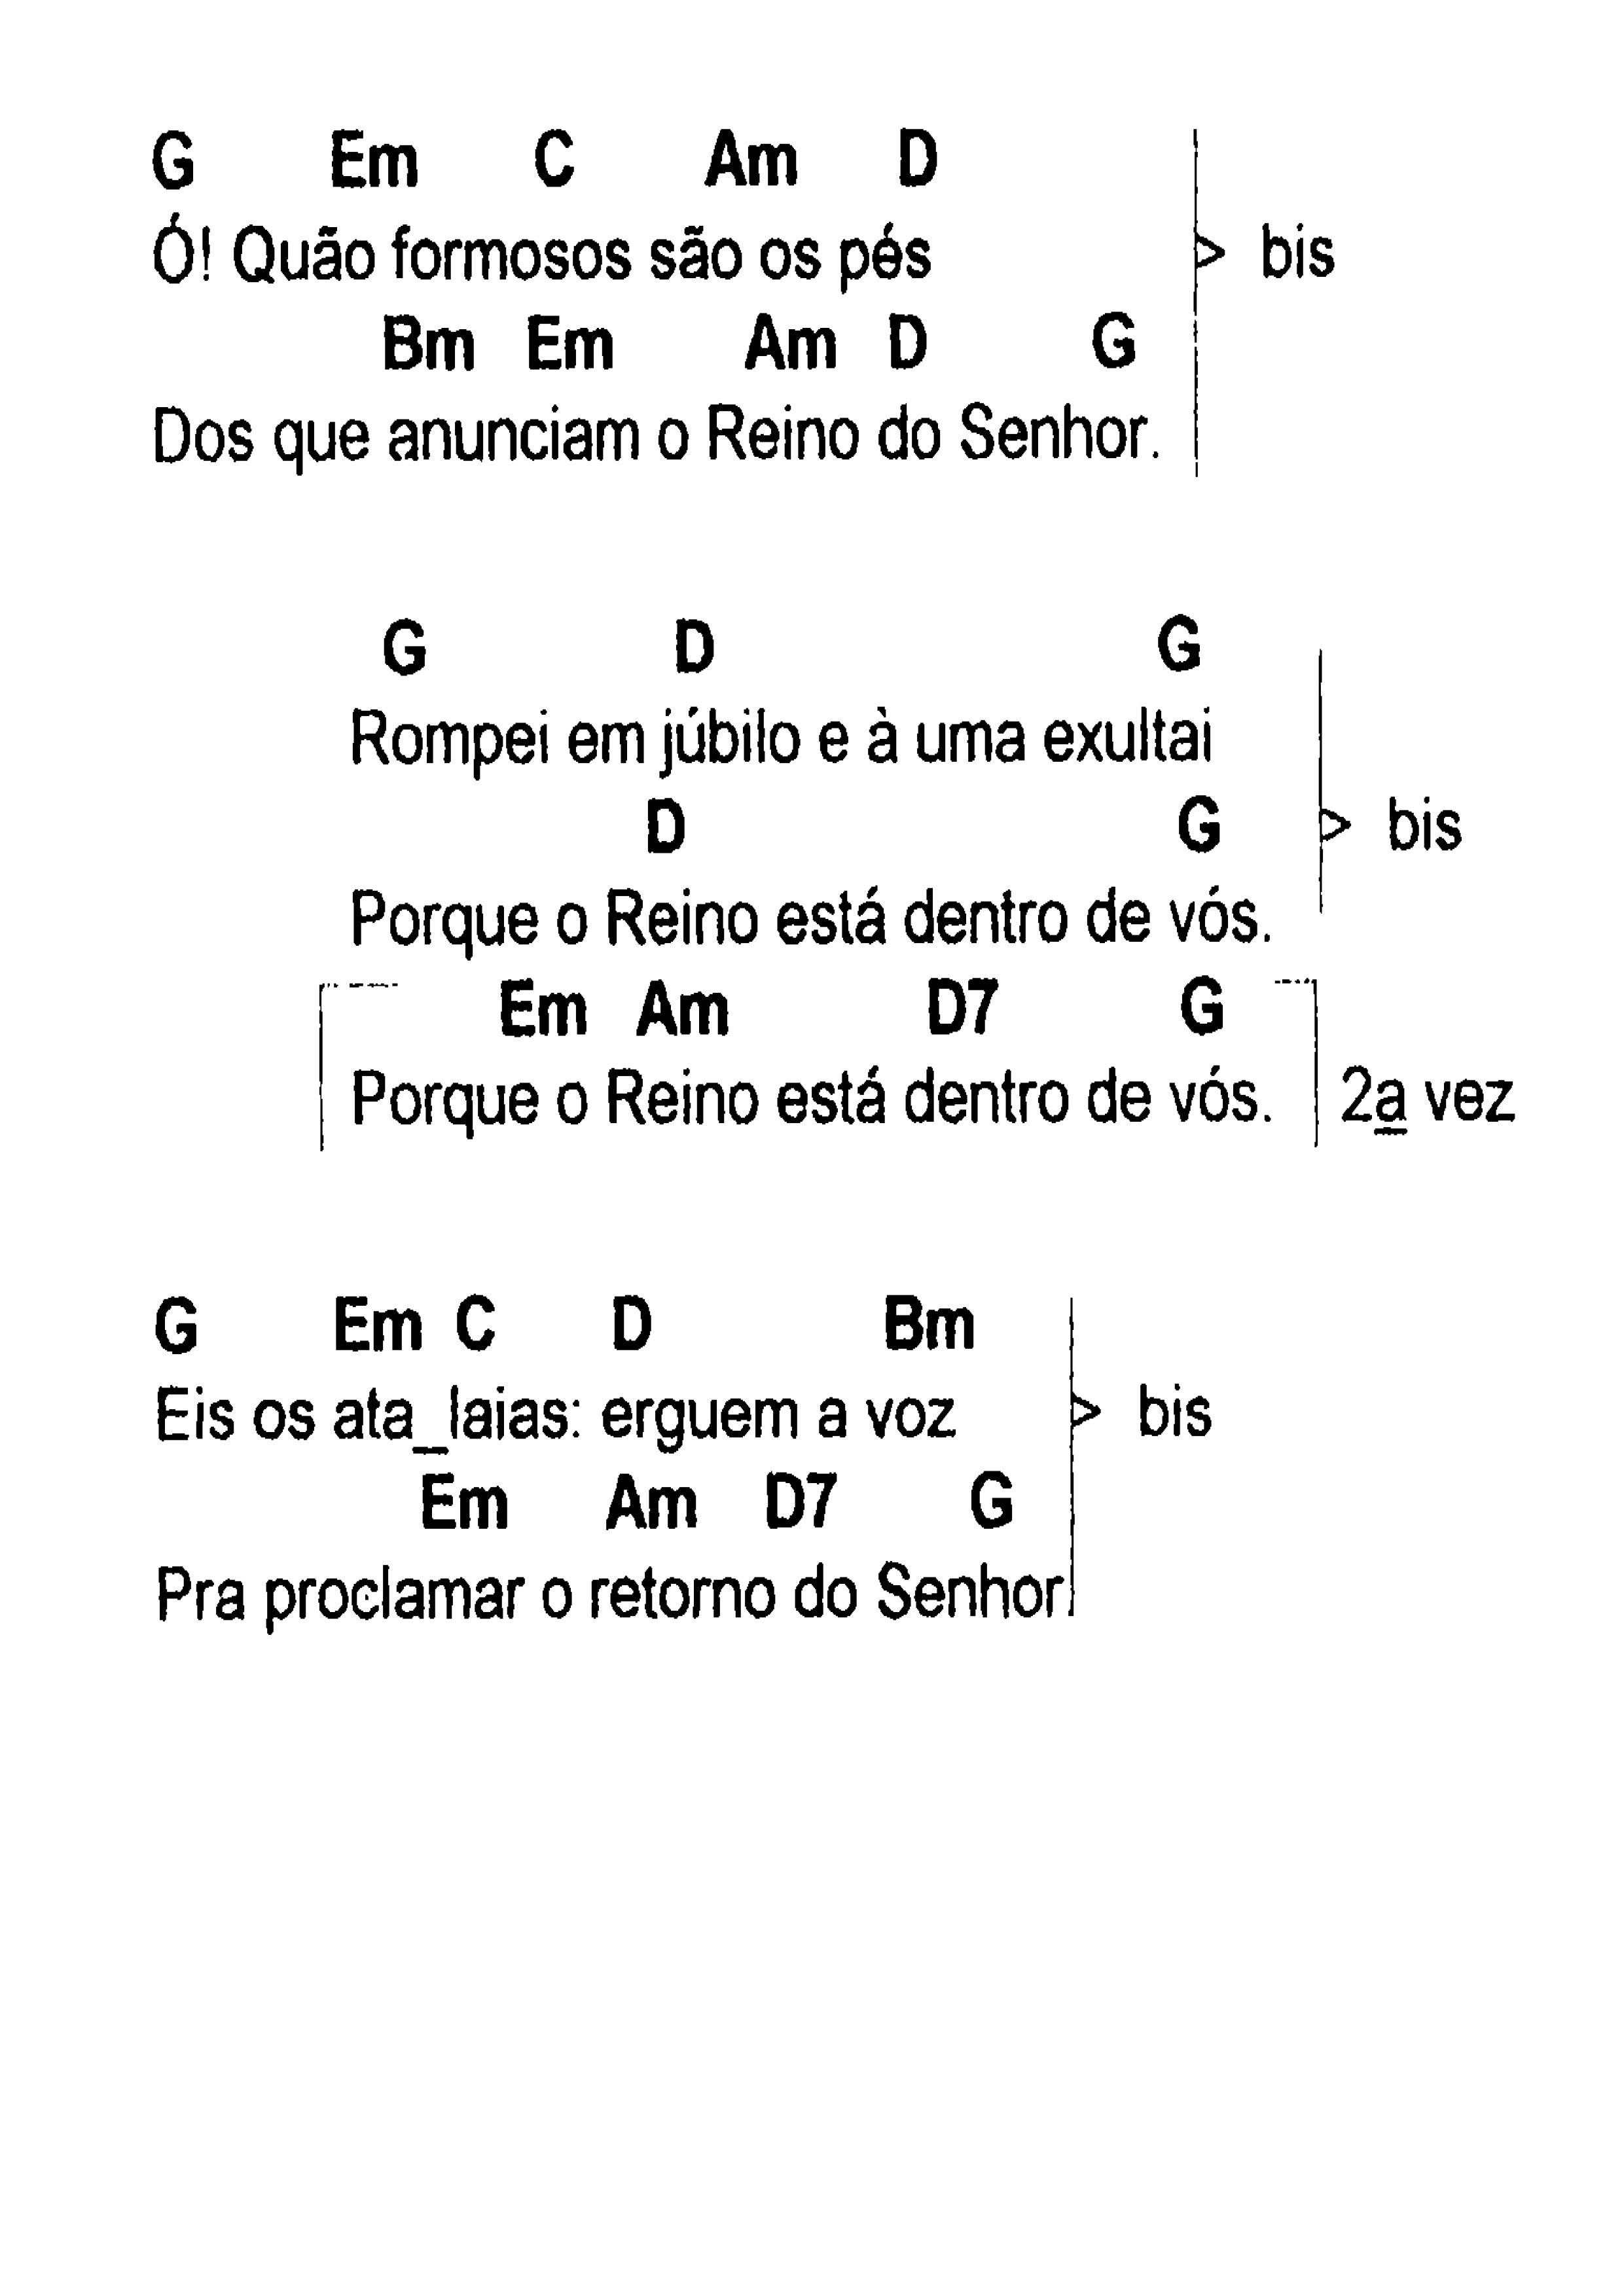 G Em C Am D
Ó! Quão formosos são os pés > bis
Bm Em Am D G
Dos que anunciam o Reino do Senhor.
G D G
Rompei em júbilo e à uma exultai
D G > bis
Porque o Reino está dentro de vós.
Em Am D7 G
Porque o Reino está dentro de vós. 2a vez
G Em C D Bm
Eis os ata_laias: erguem a voz > bis
Em Am D7 G
Pra proclamar o retorno do Senhor.